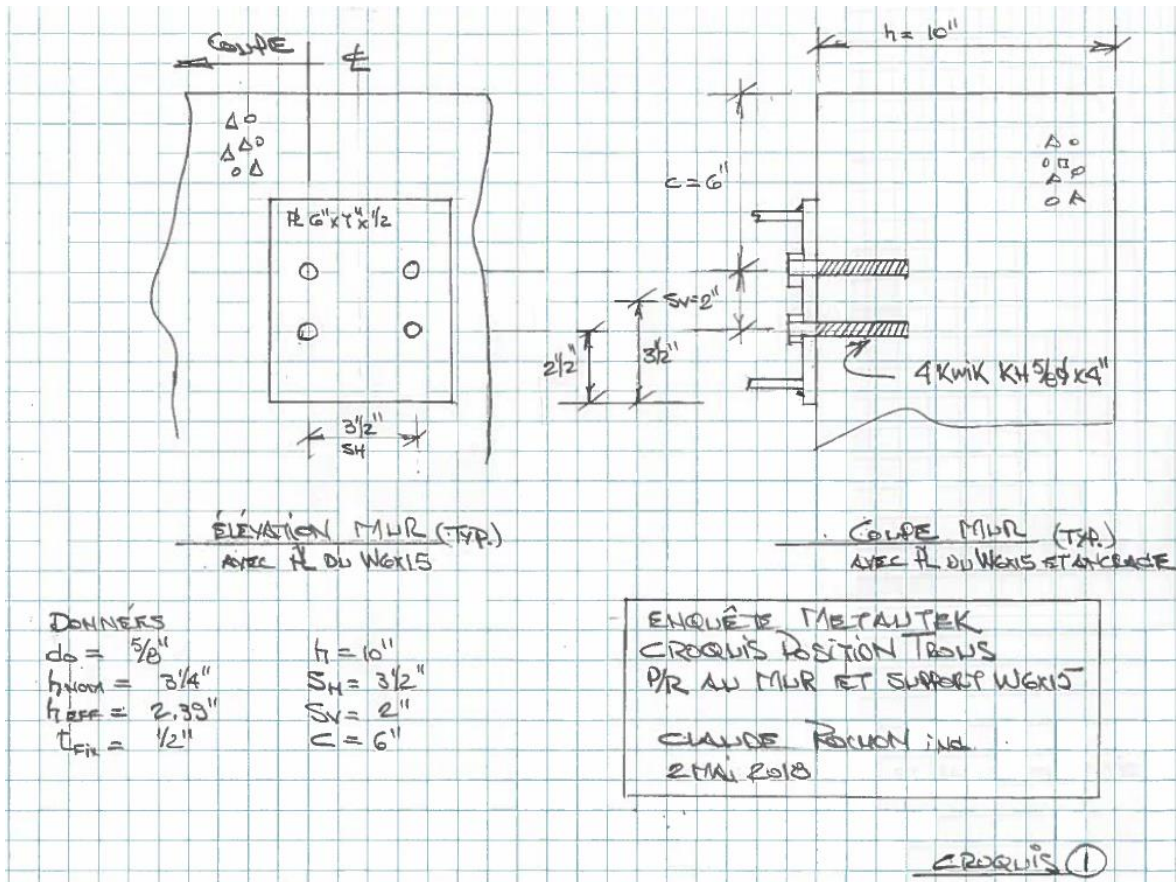 COUPE
℄
h = 10"
PL 6"x7"x1/2
C = 6"
SV = 2"
2 1/2"
3 1/2"
4 KWIK KH 5/8ø x 4"
3 1/2"
SH
ÉLÉVATION MUR (TYP.)
AVEC PL DU W6X15
COUPE MUR (TYP.)
AVEC PL DU W6X15 ET ANCRAGE
DONNÉES
do = 5/8"
hNOM = 3 1/4"
hEFF = 2.39"
tFix = 1/2"
h = 10"
SH = 3 1/2"
SV = 2"
C = 6"
ENQUÊTE METANTEK
CROQUIS POSITION TROUS
P/R AU MUR ET SUPPORT W6X15
CLAUDE ROCHON ing.
2 MAI 2018
CROQUIS 1